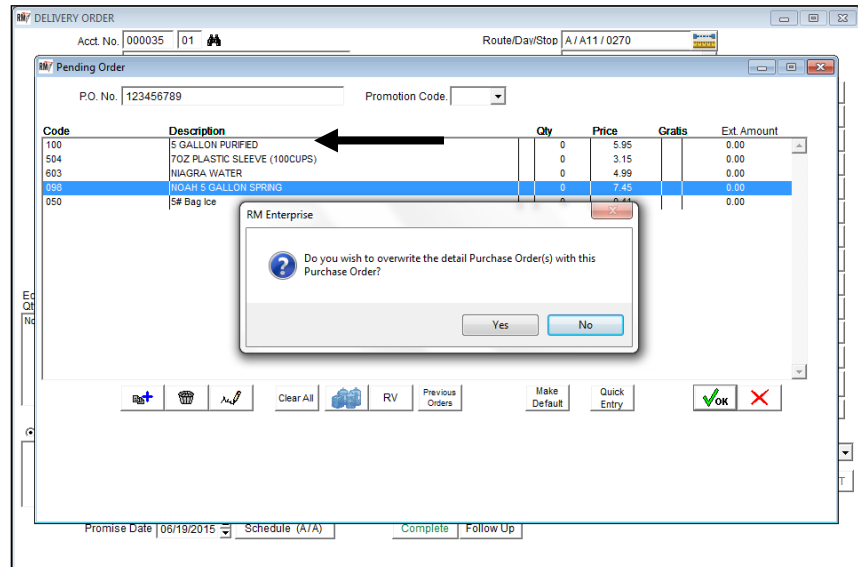 RM DELIVERY ORDER
Acct. No. 000035 01 Route/Day/Stop A / A11 / 0270
RM Pending Order
P.O. No. 123456789 Promotion Code.
Code Description Qty Price Gratis Ext. Amount
100 5 GALLON PURIFIED 0 5.95 0.00
504 7OZ PLASTIC SLEEVE (100CUPS) 0 3.15 0.00
603 NIAGRA WATER 0 4.99 0.00
098 NOAH 5 GALLON SPRING 0 7.45 0.00
050 5# Bag Ice 0 0.00
RM Enterprise
Do you wish to overwrite the detail Purchase Order(s) with this
Purchase Order?
Yes No
Clear All RV Previous Orders Make Default Quick Entry OK
Promise Date 06/19/2015 Schedule (A/A) Complete Follow Up